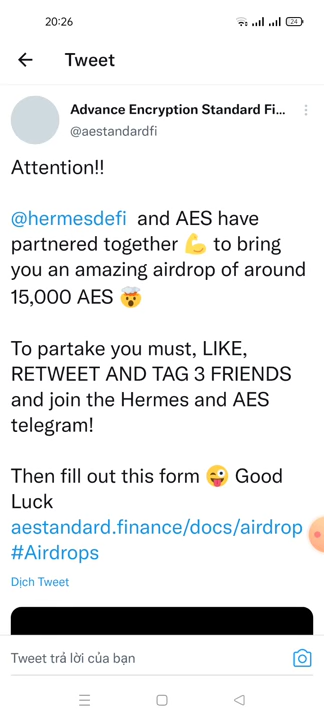 20:26
24
Tweet
Advance Encryption Standard Fi...
@aestandardfi
Attention!!
@hermesdefi and AES have
partnered together 💪 to bring
you an amazing airdrop of around
15,000 AES 🤯
To partake you must, LIKE,
RETWEET AND TAG 3 FRIENDS
and join the Hermes and AES
telegram!
Then fill out this form 😜 Good
Luck
aestandard.finance/docs/airdrop
#Airdrops
Dịch Tweet
Tweet trả lời của bạn